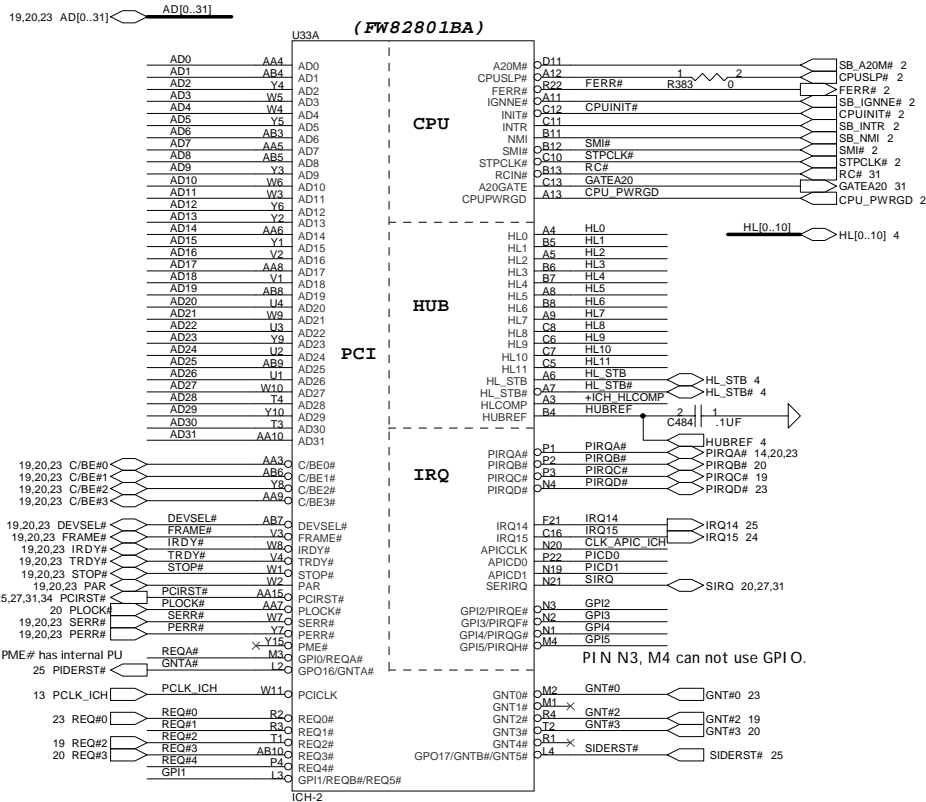 AD[0..31]
19,20,23 AD[0..31]
(FW82801BA)
U33A
AD0 AA4 AD0
AD1 AB4 AD1
AD2 Y4 AD2
AD3 W5 AD3
AD4 W4 AD4
AD5 Y5 AD5
AD6 AB3 AD6
AD7 AA5 AD7
AD8 AB5 AD8
AD9 Y3 AD9
AD10 W6 AD10
AD11 W3 AD11
AD12 Y6 AD12
AD13 Y2 AD13
AD14 AA6 AD14
AD15 Y1 AD15
AD16 V2 AD16
AD17 AA8 AD17
AD18 V1 AD18
AD19 AB8 AD19
AD20 U4 AD20
AD21 W9 AD21
AD22 U3 AD22
AD23 Y9 AD23
AD24 U2 AD24
AD25 AB9 AD25
AD26 U1 AD26
AD27 W10 AD27
AD28 T4 AD28
AD29 Y10 AD29
AD30 T3 AD30
AD31 AA10 AD31
PCI
19,20,23 C/BE#0 AA3 C/BE0#
19,20,23 C/BE#1 AB6 C/BE1#
19,20,23 C/BE#2 Y8 C/BE2#
19,20,23 C/BE#3 AA9 C/BE3#
19,20,23 DEVSEL# DEVSEL# AB7 DEVSEL#
19,20,23 FRAME# FRAME# V3 FRAME#
19,20,23 IRDY# IRDY# W8 IRDY#
19,20,23 TRDY# TRDY# V4 TRDY#
19,20,23 STOP# STOP# W1 STOP#
19,20,23 PAR W2 PAR
25,27,31,34 PCIRST# PCIRST# AA15 PCIRST#
20 PLOCK# PLOCK# AA7 PLOCK#
19,20,23 SERR# SERR# W7 SERR#
19,20,23 PERR# PERR# Y7 PERR#
PME# has internal PU Y15 PME#
REQA# M3 GPI0/REQA#
25 PIDERST# GNTA# L2 GPO16/GNTA#
13 PCLK_ICH PCLK_ICH W11 PCICLK
23 REQ#0 REQ#0 R2 REQ0#
REQ#1 R3 REQ1#
19 REQ#2 REQ#2 T1 REQ2#
20 REQ#3 REQ#3 AB10 REQ3#
REQ#4 P4 REQ4#
GPI1 L3 GPI1/REQB#/REQ5#
ICH-2
CPU
A20M# D11 SB_A20M# 2
CPUSLP# A12 1 R383 0 2 CPUSLP# 2
FERR# R22 FERR# FERR# 2
IGNNE# A11 SB_IGNNE# 2
INIT# C12 CPUINIT# CPUINIT# 2
INTR C11 SB_INTR 2
NMI B11 SB_NMI 2
SMI# B12 SMI# SMI# 2
STPCLK# C10 STPCLK# STPCLK# 2
RCIN# B13 RC# RC# 31
A20GATE C13 GATEA20 GATEA20 31
CPUPWRGD A13 CPU_PWRGD CPU_PWRGD 2
HL[0..10] HL[0..10] 4
HUB
HL0 A4 HL0
HL1 B5 HL1
HL2 A5 HL2
HL3 B6 HL3
HL4 B7 HL4
HL5 A8 HL5
HL6 B8 HL6
HL7 A9 HL7
HL8 C8 HL8
HL9 C6 HL9
HL10 C7 HL10
HL11 C5 HL11
HL_STB A6 HL_STB HL_STB 4
HL_STB# A7 HL_STB# HL_STB# 4
HLCOMP A3 +ICH_HLCOMP
HUBREF B4 HUBREF 2 C484 1 .1UF
HUBREF 4
IRQ
PIRQA# P1 PIRQA# PIRQA# 14,20,23
PIRQB# P2 PIRQB# PIRQB# 20
PIRQC# P3 PIRQC# PIRQC# 19
PIRQD# N4 PIRQD# PIRQD# 23
IRQ14 F21 IRQ14 IRQ14 25
IRQ15 C16 IRQ15 IRQ15 24
APICCLK N20 CLK_APIC_ICH
APICD0 P22 PICD0
APICD1 N19 PICD1
SERIRQ N21 SIRQ SIRQ 20,27,31
GPI2/PIRQE# N3 GPI2
GPI3/PIRQF# N2 GPI3
GPI4/PIRQG# N1 GPI4
GPI5/PIRQH# M4 GPI5
PIN N3, M4 can not use GPIO.
GNT0# M2 GNT#0 GNT#0 23
GNT1# M1
GNT2# R4 GNT#2 GNT#2 19
GNT3# T2 GNT#3 GNT#3 20
GNT4# R1
GPO17/GNTB#/GNT5# L4 SIDERST# SIDERST# 25